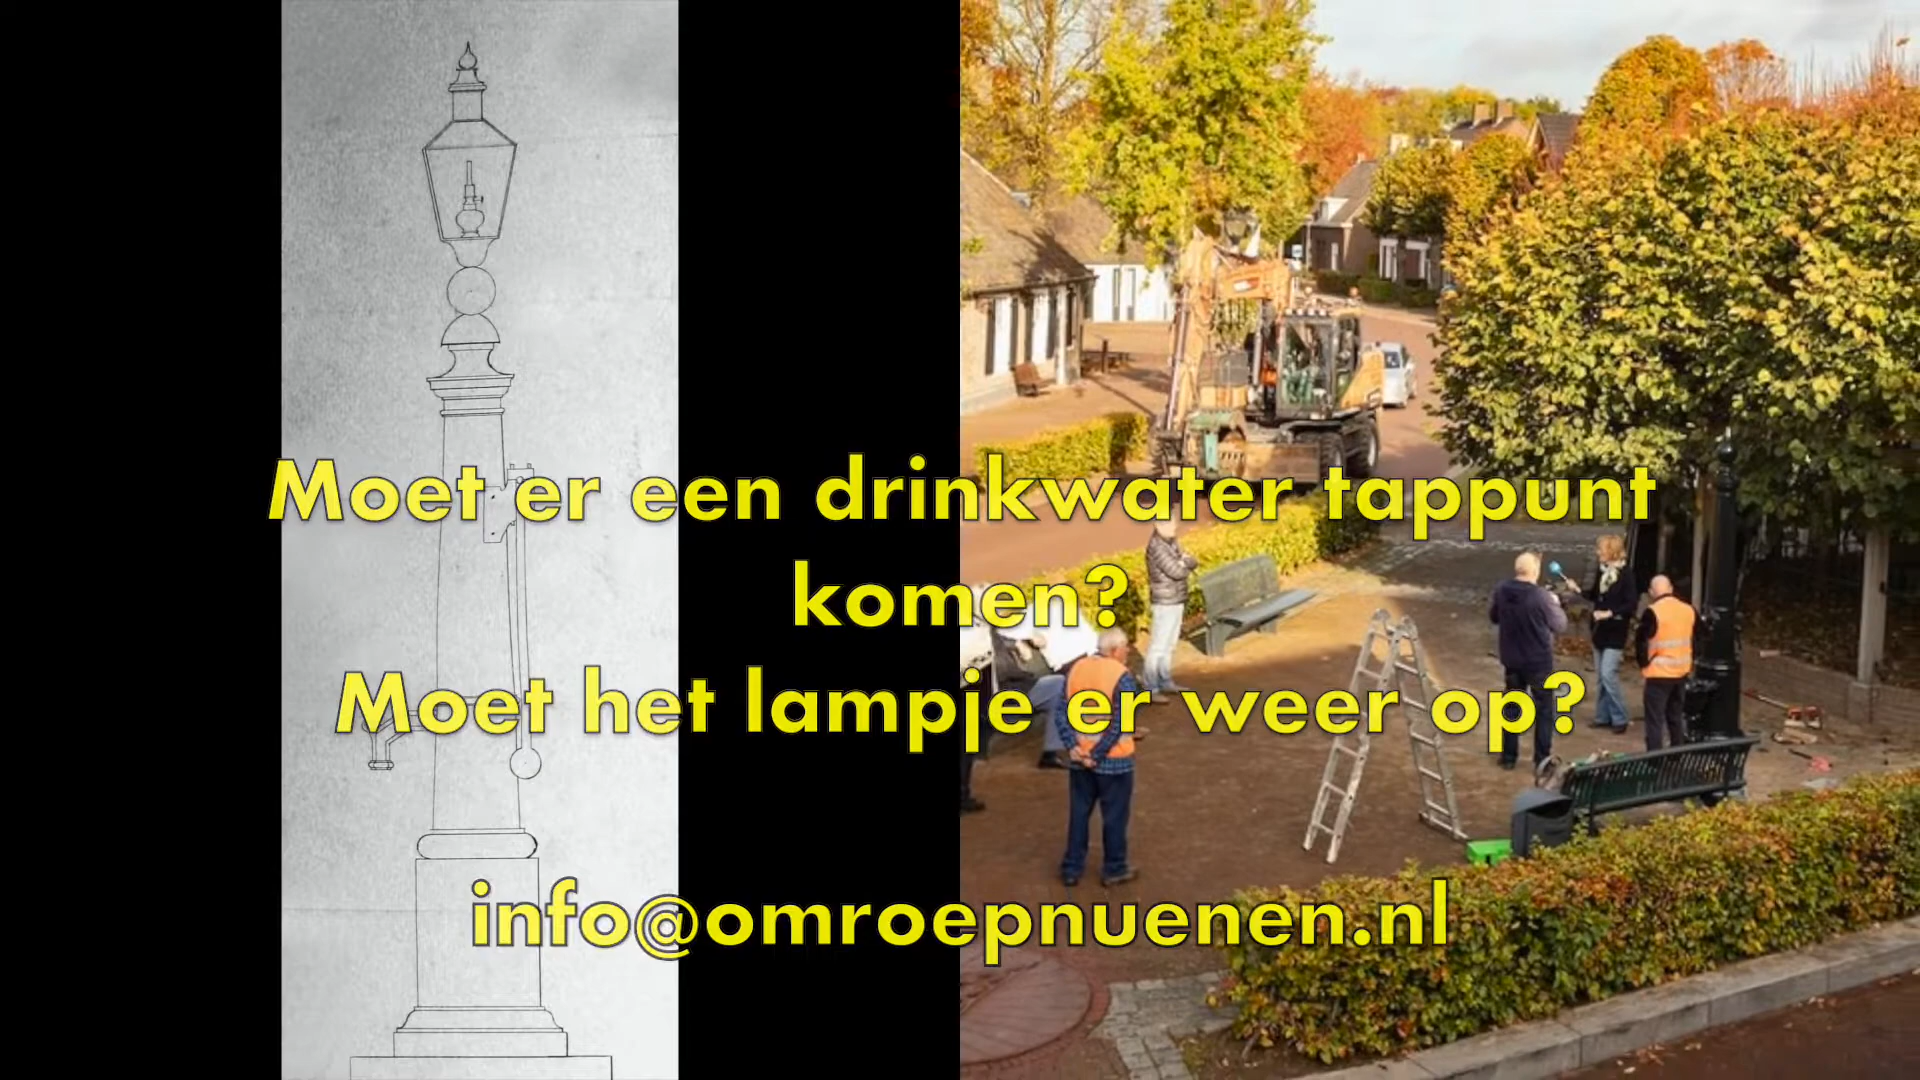 Moet er een drinkwater tappunt
komen?
Moet het lampje er weer op?
info@omroepnuenen.nl